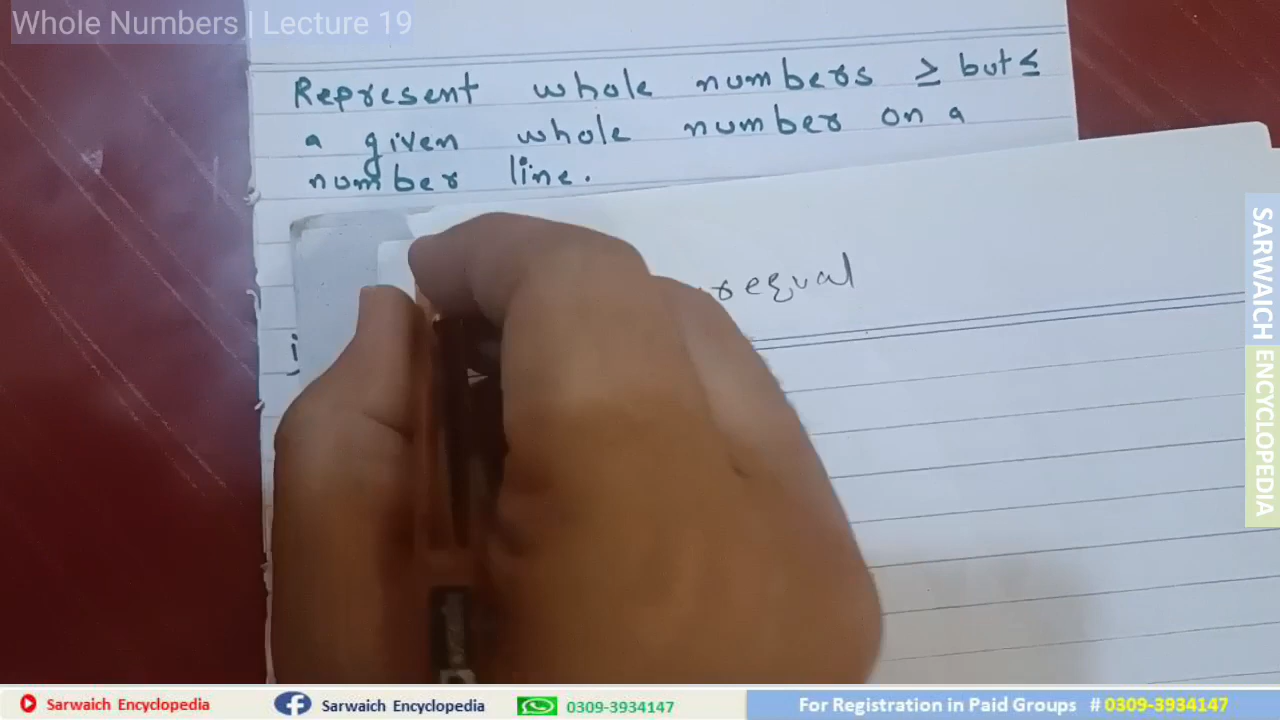 Whole Numbers | Lecture 19
Represent whole numbers ≥ but ≤
a given whole number on a
number line.
equal
SARWAICH ENCYCLOPEDIA
Sarwaich Encyclopedia
Sarwaich Encyclopedia
0309-3934147
For Registration in Paid Groups # 0309-3934147